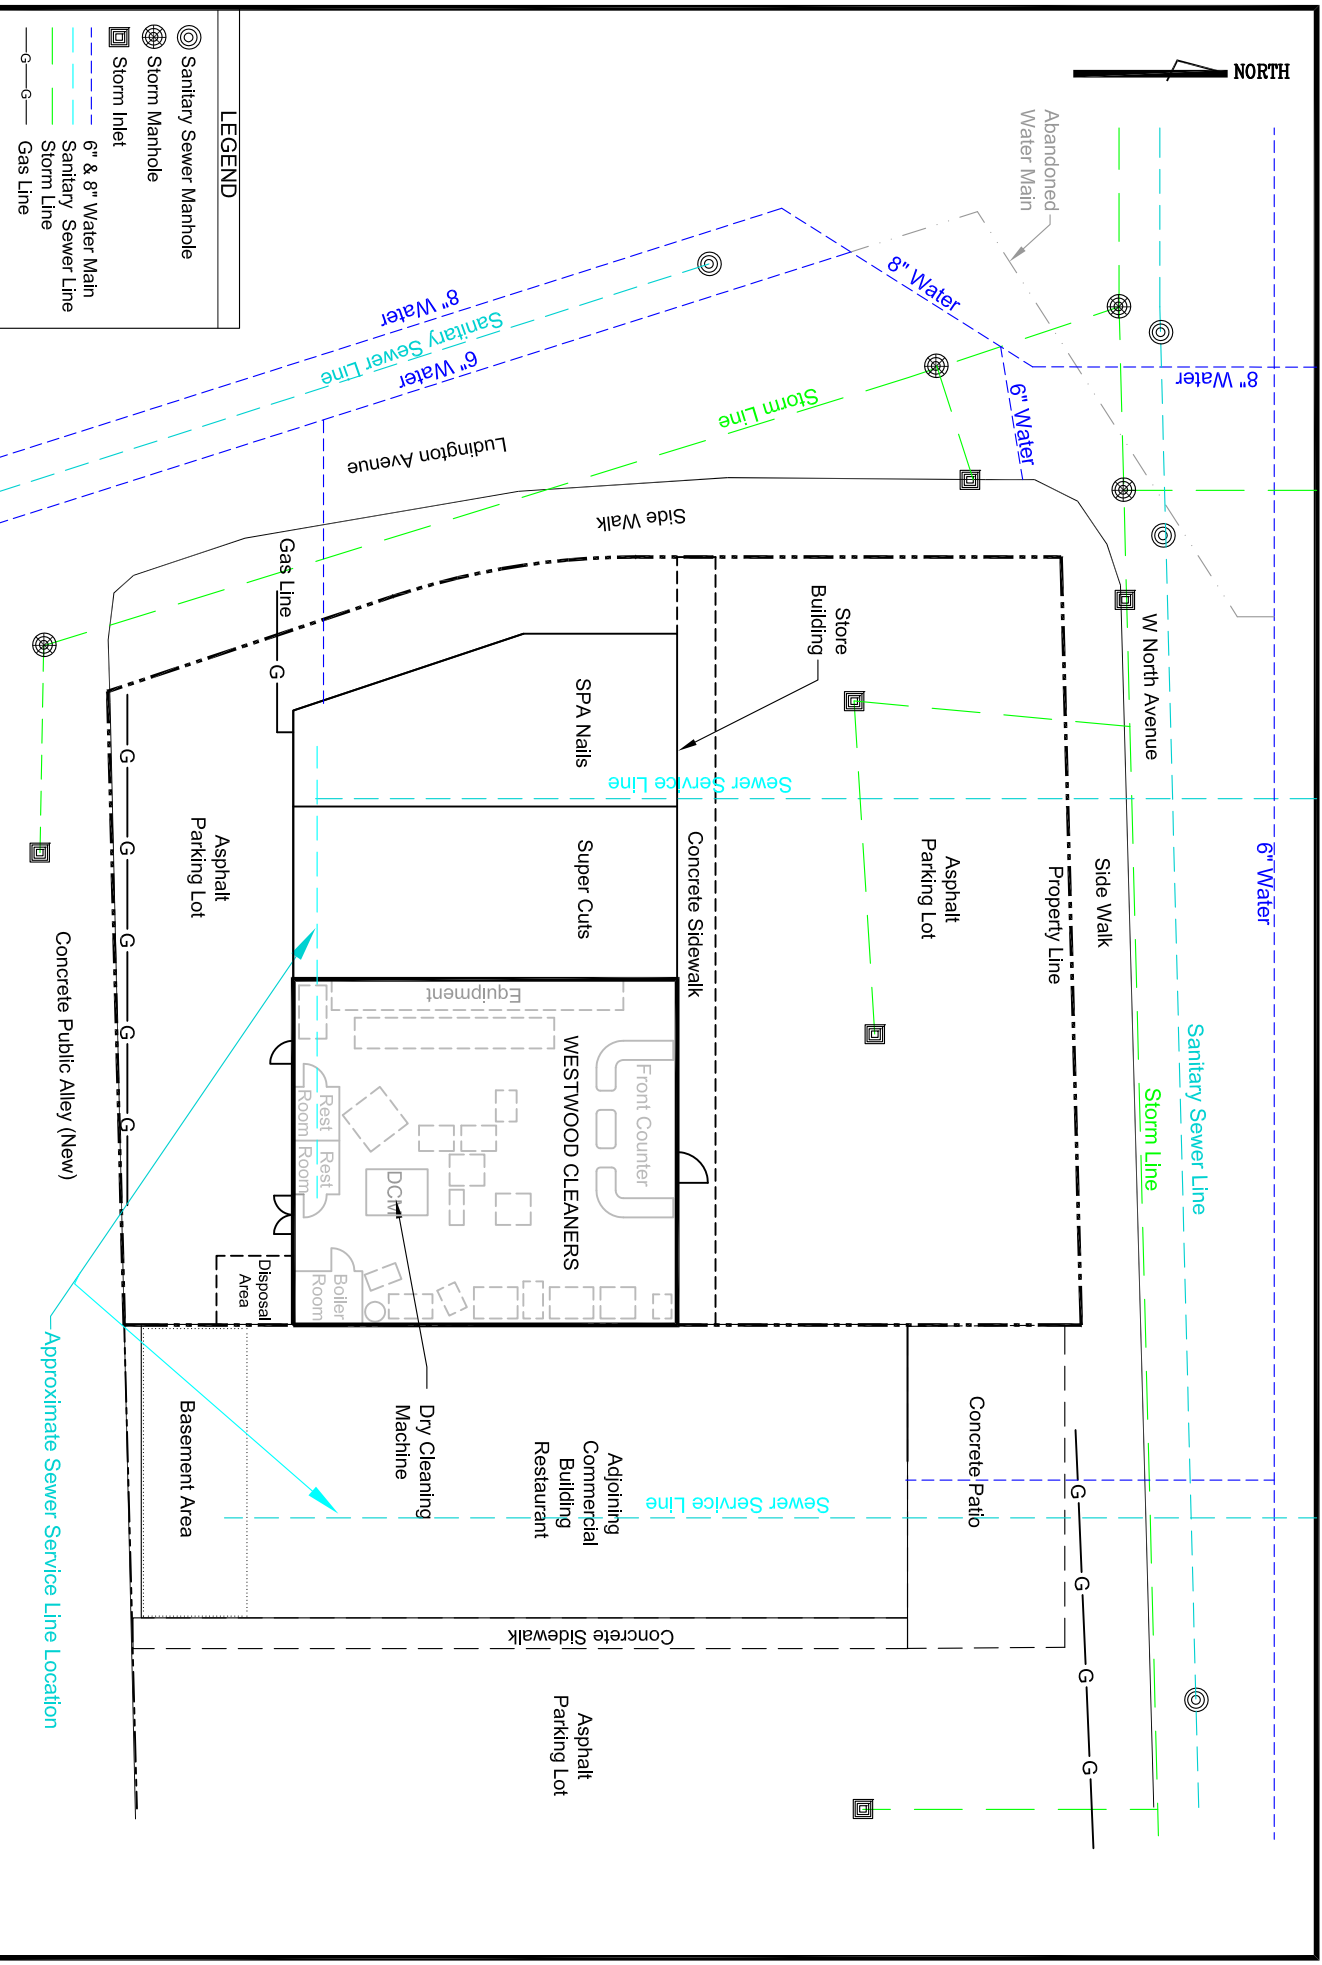 NORTH
Abandoned
Water Main
8" Water
6" Water
8" Water
8" Water
Sanitary Sewer Line
6" Water
Storm Line
Ludington Avenue
Side Walk
Gas Line
G
W North Avenue
6" Water
Sanitary Sewer Line
Storm Line
Side Walk
Property Line
Asphalt
Parking Lot
Store
Building
Concrete Sidewalk
Sewer Service Line
SPA Nails
Super Cuts
WESTWOOD CLEANERS
Front Counter
Equipment
DCM
Rest
Room
Rest
Room
Boiler
Room
Disposal
Area
Asphalt
Parking Lot
G
G
G
G
G
Concrete Public Alley (New)
Approximate Sewer Service Line Location
Dry Cleaning
Machine
Adjoining
Commercial
Building
Restaurant
Basement Area
Concrete Patio
Sewer Service Line
Concrete Sidewalk
G
G
G
G
Asphalt
Parking Lot
LEGEND
Sanitary Sewer Manhole
Storm Manhole
Storm Inlet
6" & 8" Water Main
Sanitary Sewer Line
Storm Line
G G Gas Line